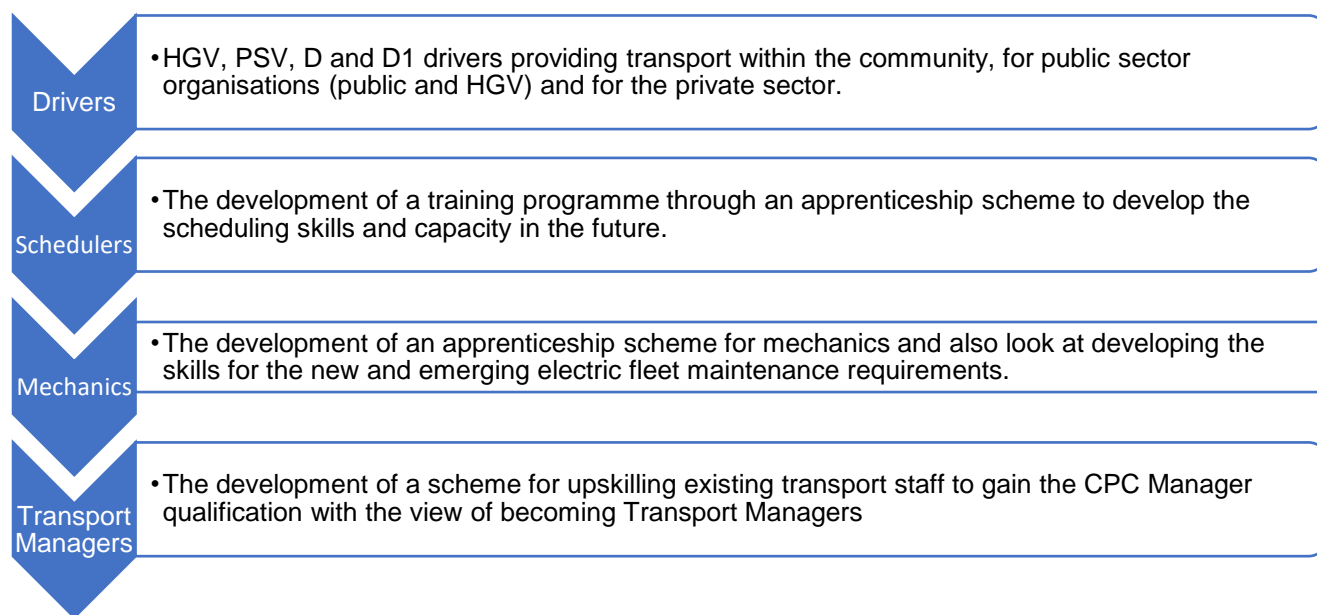 Drivers
•HGV, PSV, D and D1 drivers providing transport within the community, for public sector
organisations (public and HGV) and for the private sector.
Schedulers
•The development of a training programme through an apprenticeship scheme to develop the
scheduling skills and capacity in the future.
Mechanics
•The development of an apprenticeship scheme for mechanics and also look at developing the
skills for the new and emerging electric fleet maintenance requirements.
Transport
Managers
•The development of a scheme for upskilling existing transport staff to gain the CPC Manager
qualification with the view of becoming Transport Managers